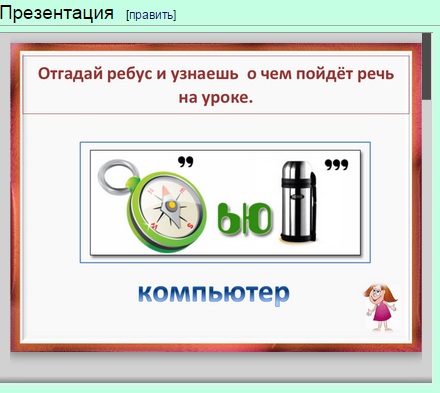 Презентация [править]
Отгадай ребус и узнаешь о чем пойдёт речь
на уроке.
,, ью ,,,
компьютер